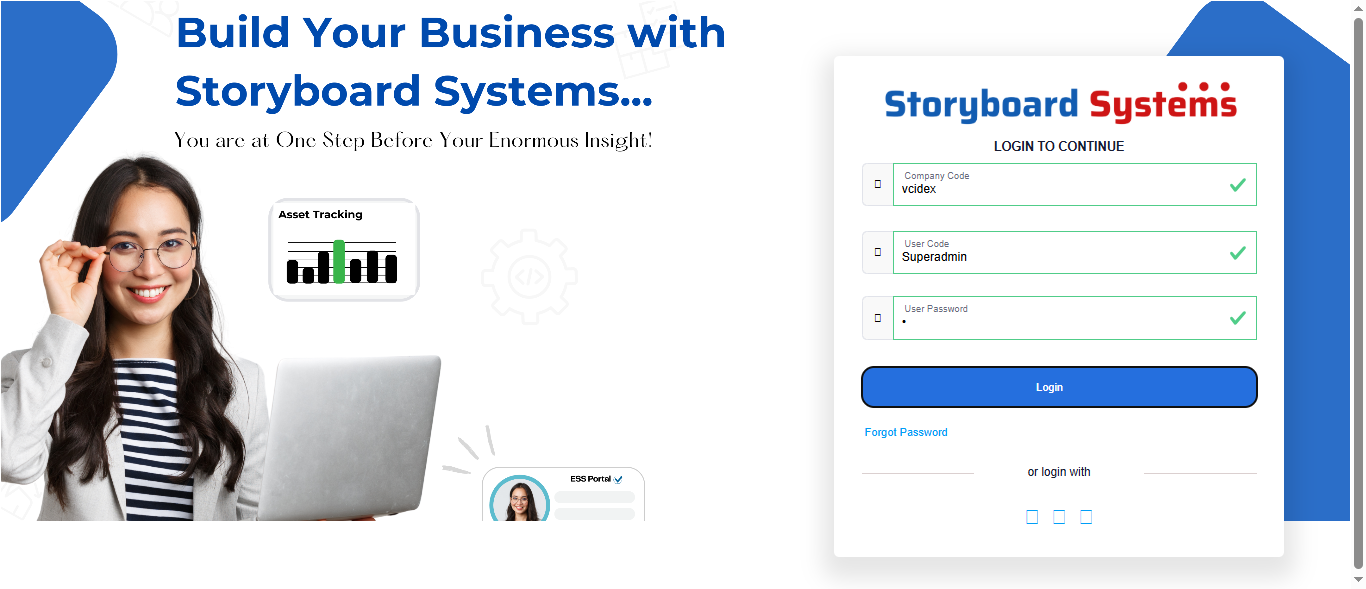 Build Your Business with
Storyboard Systems...
You are at One Step Before Your Enormous Insight!
Asset Tracking
ESS Portal
Storyboard Systems
LOGIN TO CONTINUE
Company Code
vcidex
User Code
Superadmin
User Password
•
Login
Forgot Password
or login with